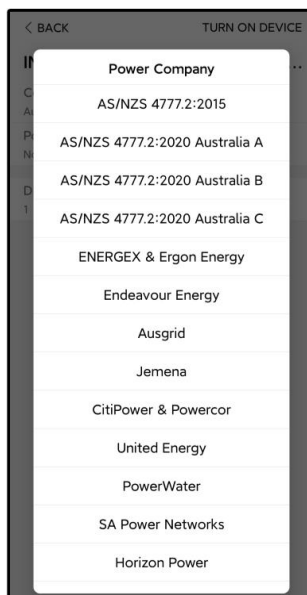 BACK
TURN ON DEVICE
Power Company
AS/NZS 4777.2:2015
AS/NZS 4777.2:2020 Australia A
AS/NZS 4777.2:2020 Australia B
AS/NZS 4777.2:2020 Australia C
ENERGEX & Ergon Energy
Endeavour Energy
Ausgrid
Jemena
CitiPower & Powercor
United Energy
PowerWater
SA Power Networks
Horizon Power